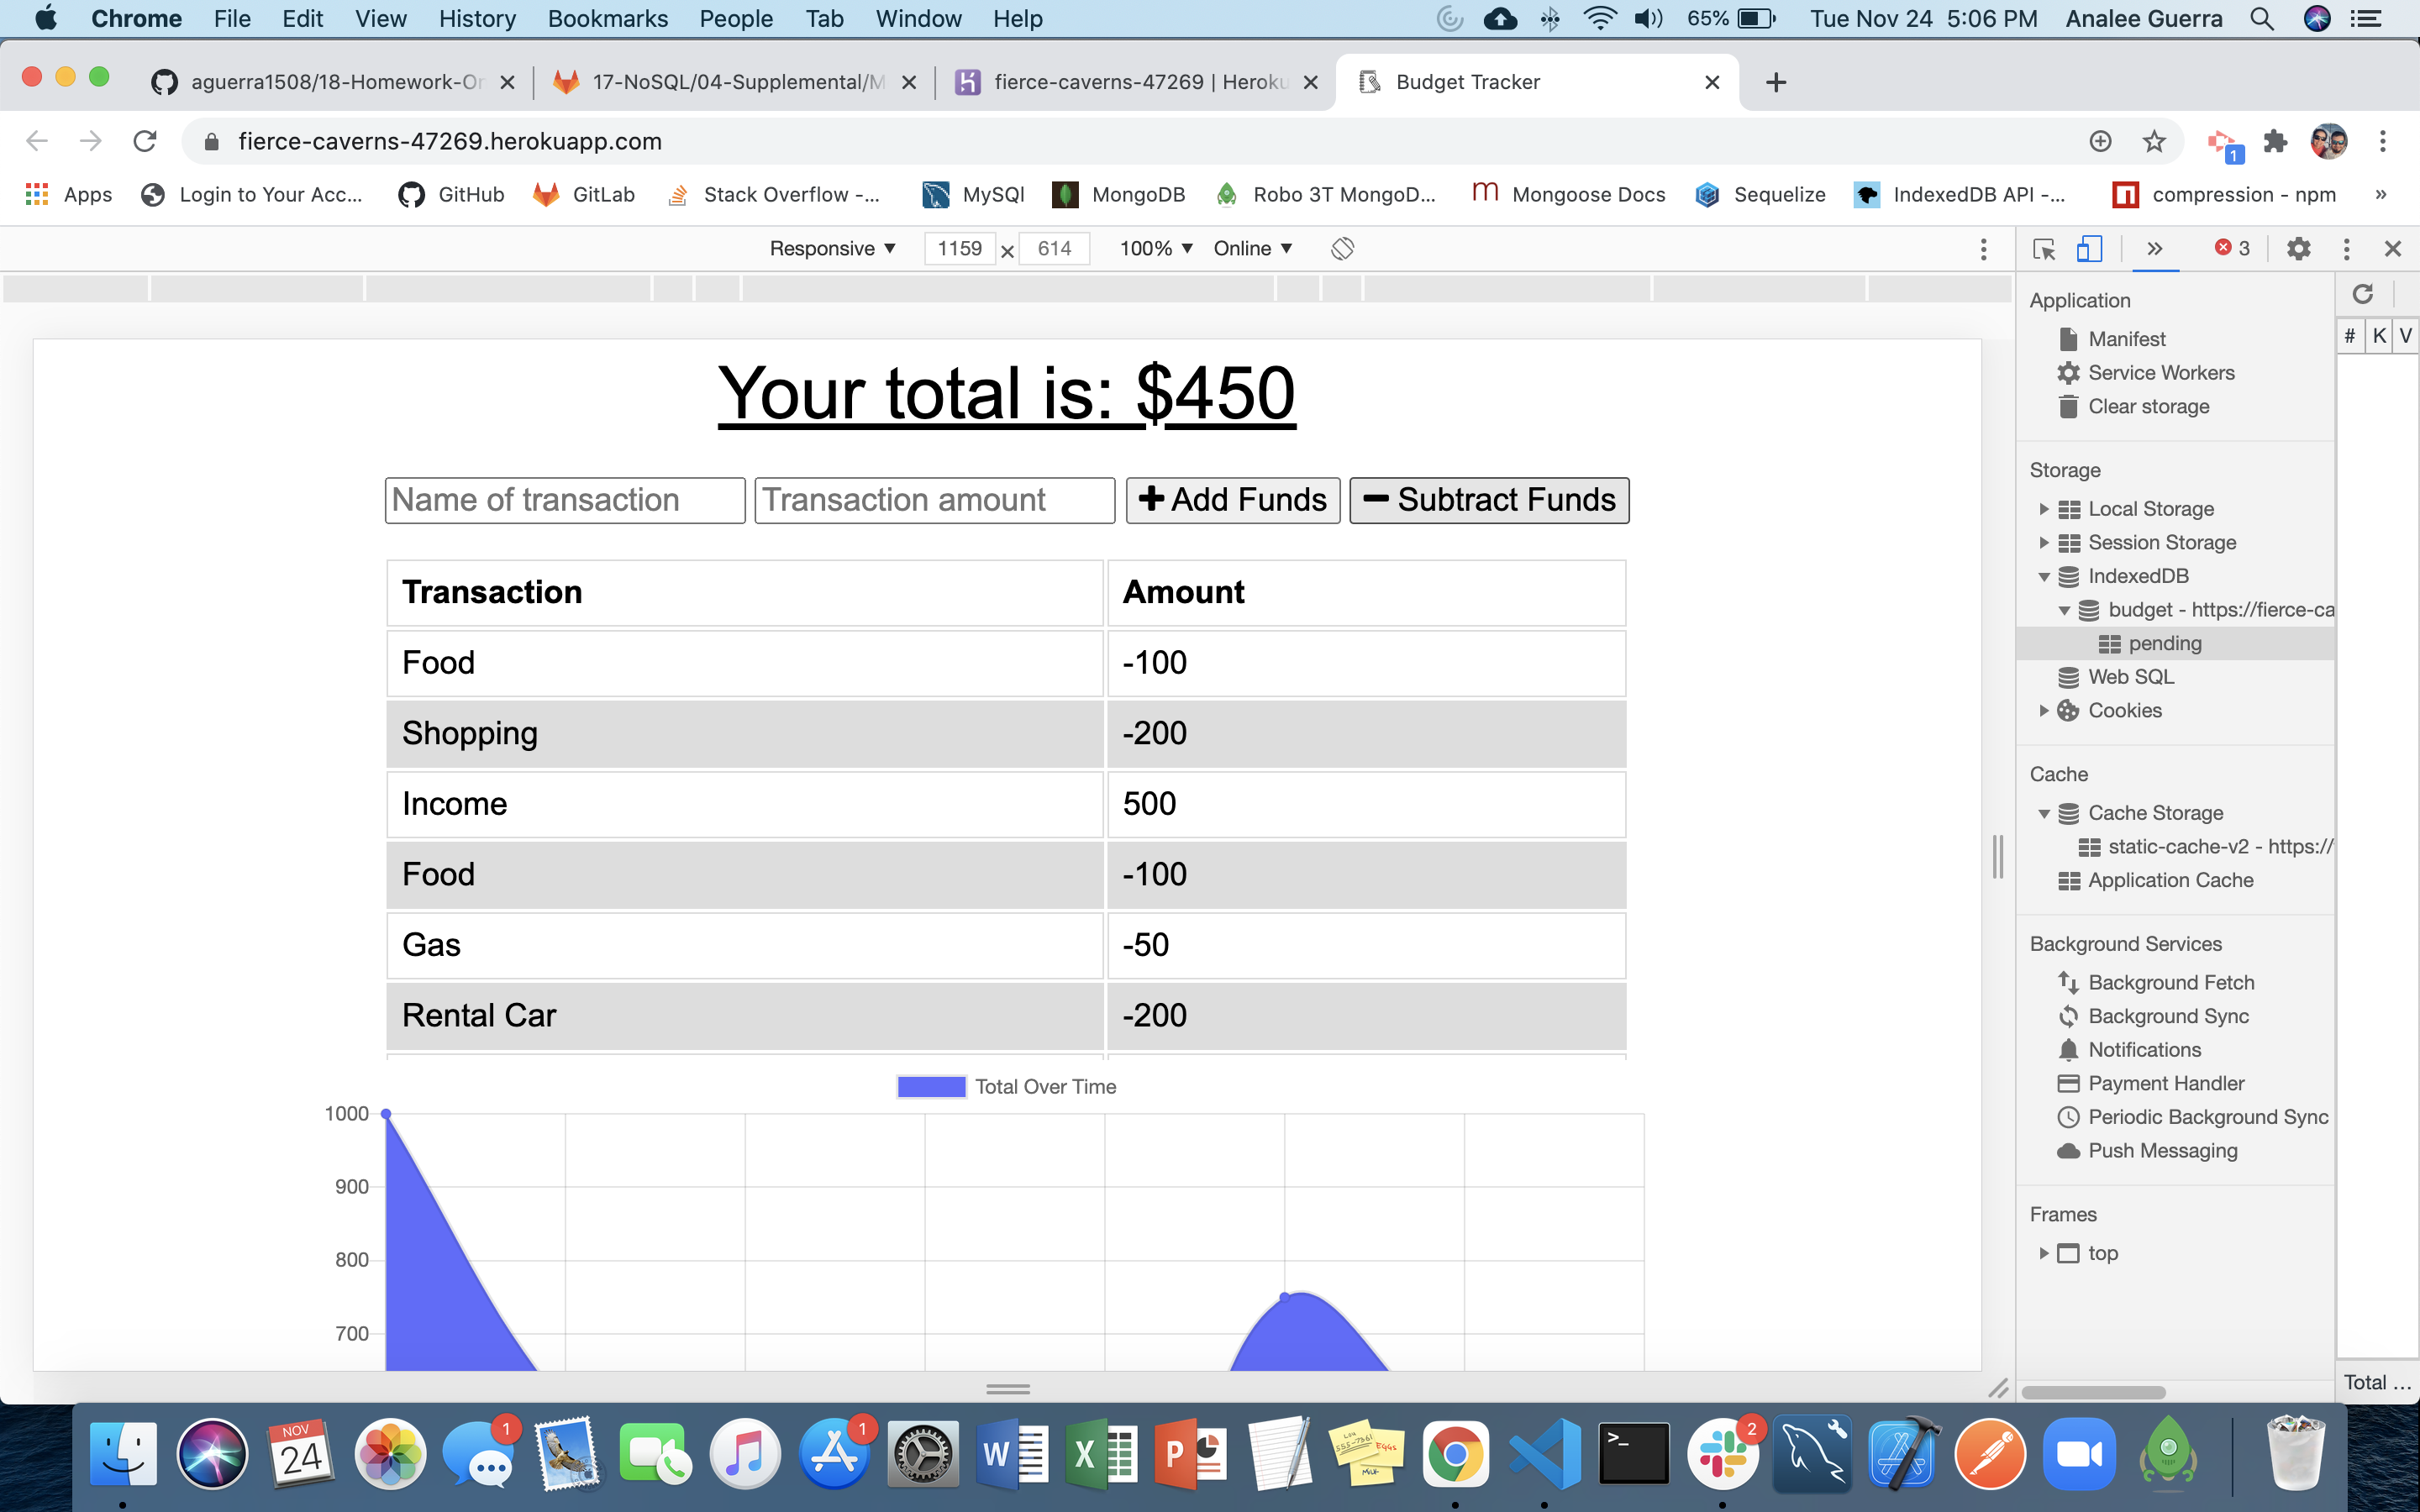 Chrome File Edit View History Bookmarks People Tab Window Help 65% Tue Nov 24 5:06 PM Analee Guerra
aguerra1508/18-Homework-Or 17-NoSQL/04-Supplemental/M fierce-caverns-47269 | Heroku Budget Tracker
fierce-caverns-47269.herokuapp.com 1
Apps Login to Your Acc... GitHub GitLab Stack Overflow -... MySQl MongoDB Robo 3T MongoD... Mongoose Docs Sequelize IndexedDB API -... compression - npm »
Responsive ▼ 1159 × 614 100% ▼ Online ▼ » 3
Your total is: $450
Name of transaction Transaction amount Add Funds Subtract Funds
Transaction Amount
Food -100
Shopping -200
Income 500
Food -100
Gas -50
Rental Car -200
Total Over Time
1000
900
800
700
Application
Manifest
Service Workers
Clear storage
Storage
Local Storage
Session Storage
IndexedDB
budget - https://fierce-ca
pending
Web SQL
Cookies
Cache
Cache Storage
static-cache-v2 - https://
Application Cache
Background Services
Background Fetch
Background Sync
Notifications
Payment Handler
Periodic Background Sync
Push Messaging
Frames
top
# K V
Total ...
1 NOV 24 1 W X P 2